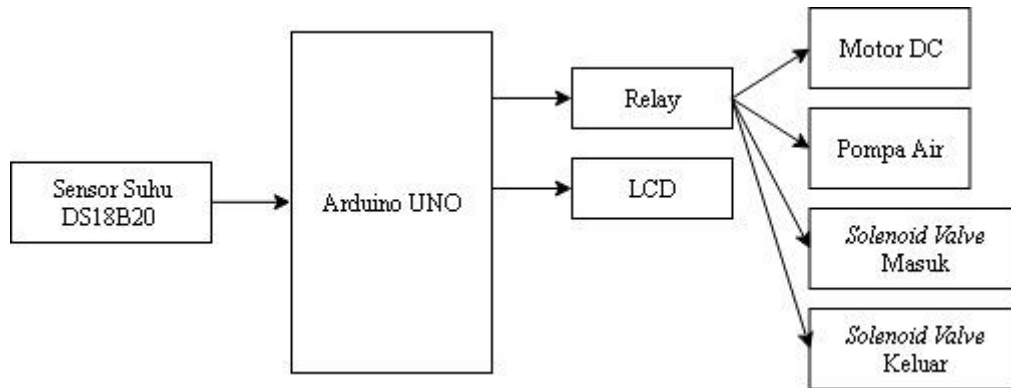 Sensor Suhu
DS18B20
Arduino UNO
Relay
LCD
Motor DC
Pompa Air
Solenoid Valve
Masuk
Solenoid Valve
Keluar